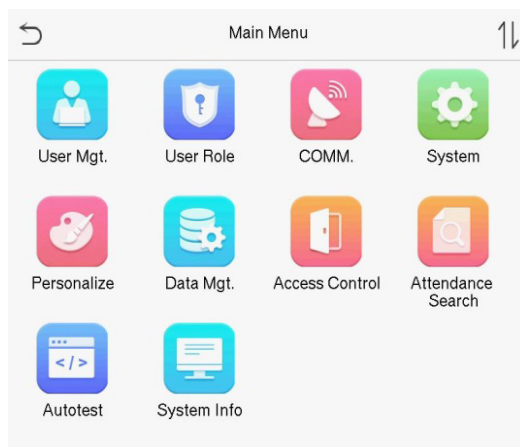 Main Menu
User Mgt.
User Role
COMM.
System
Personalize
Data Mgt.
Access Control
Attendance
Search
</>
Autotest
System Info